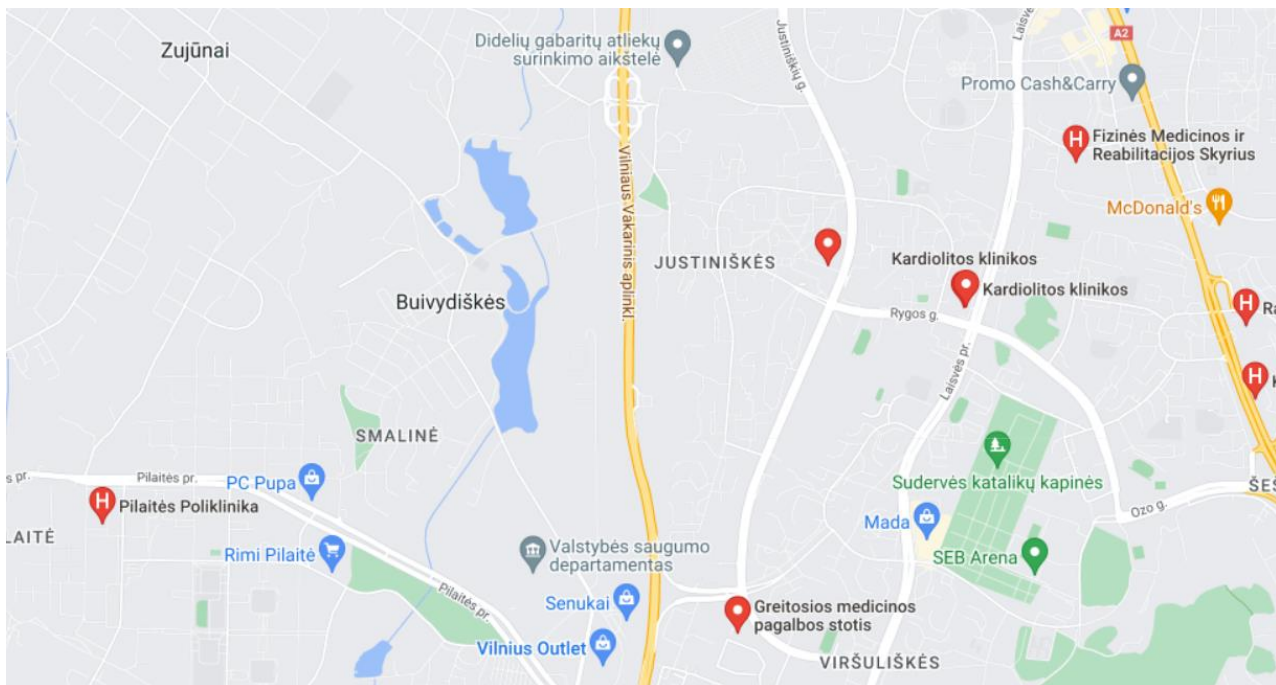 Zujūnai
Didelių gabaritų atliekų
surinkimo aikštelė
Justiniškių g.
Laisvės pr.
A2
Promo Cash&Carry
Fizinės Medicinos ir
Reabilitacijos Skyrius
McDonald's
Vilniaus Vakarinis aplinkl.
JUSTINIŠKĖS
Kardiolitos klinikos
Kardiolitos klinikos
Buivydiškės
Rygos g.
Laisvės pr.
SMALINĖ
Pilaitės pr.
PC Pupa
Pilaitės Poliklinika
Sudervės katalikų kapinės
Ozo g.
Mada
Rimi Pilaitė
Valstybės saugumo
departamentas
SEB Arena
Pilaitės pr.
Senukai
Greitosios medicinos
pagalbos stotis
Vilnius Outlet
VIRŠULIŠKĖS